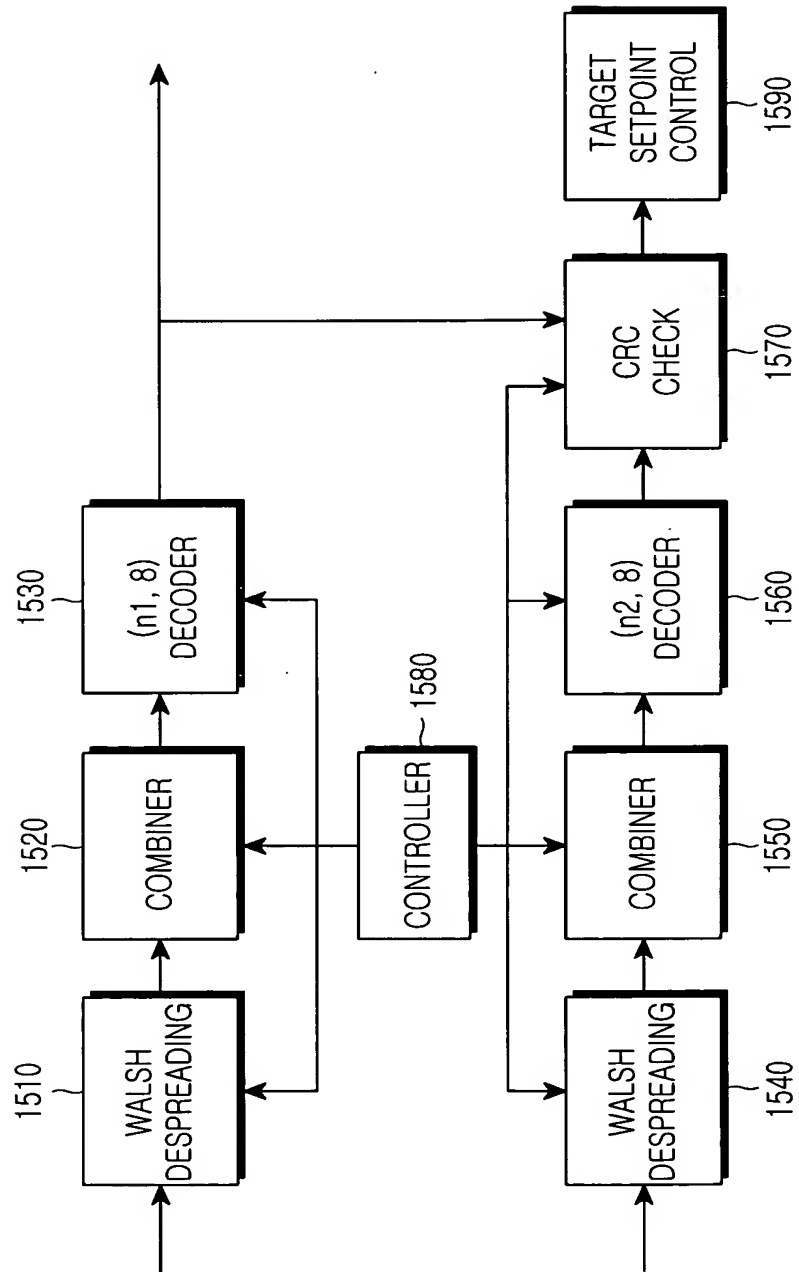 1510
WALSH
DESPREADING
1520
COMBINER
1530
(n1, 8)
DECODER
CONTROLLER
1580
WALSH
DESPREADING
1540
COMBINER
1550
(n2, 8)
DECODER
1560
CRC
CHECK
1570
TARGET
SETPOINT
CONTROL
1590